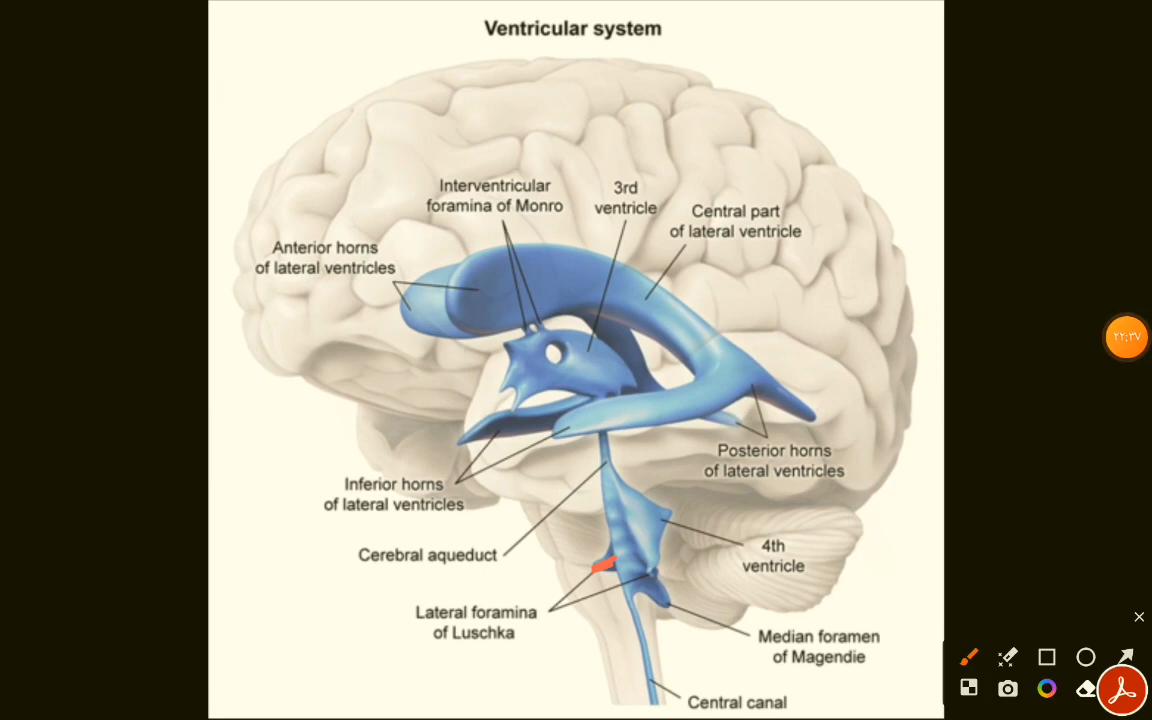 Ventricular system
Interventricular
foramina of Monro
3rd
ventricle
Central part
of lateral ventricle
Anterior horns
of lateral ventricles
Posterior horns
of lateral ventricles
Inferior horns
of lateral ventricles
Cerebral aqueduct
4th
ventricle
Lateral foramina
of Luschka
Median foramen
of Magendie
Central canal
۲۲:۳۷